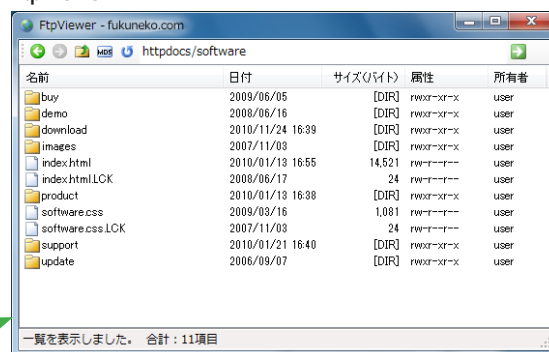 FtpViewer - fukuneko.com
MD5 httpdocs/software
名前 日付 サイズ(バイト) 属性 所有者
buy 2009/06/05 [DIR] rwxr-xr-x user
demo 2008/06/16 [DIR] rwxr-xr-x user
download 2010/11/24 16:39 [DIR] rwxr-xr-x user
images 2007/11/03 [DIR] rwxr-xr-x user
index.html 2010/01/13 16:55 14,521 rw-r--r-- user
index.html.LCK 2008/06/17 24 rw-r--r-- user
product 2010/01/13 16:38 [DIR] rwxr-xr-x user
software.css 2009/03/16 1,081 rw-r--r-- user
software.css.LCK 2007/11/03 24 rw-r--r-- user
support 2010/01/21 16:40 [DIR] rwxr-xr-x user
update 2006/09/07 [DIR] rwxr-xr-x user
一覧を表示しました。 合計:11項目